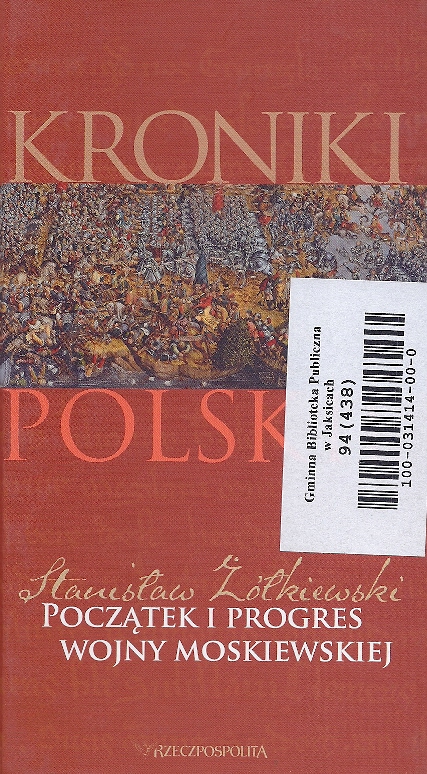 KRONIKI
POLSK
Gminna Biblioteka Publiczna
w Jaksicach
94(438)
100-031414-00-0
Stanisław Żółkiewski
POCZĄTEK I PROGRES
WOJNY MOSKIEWSKIEJ
RZECZPOSPOLITA